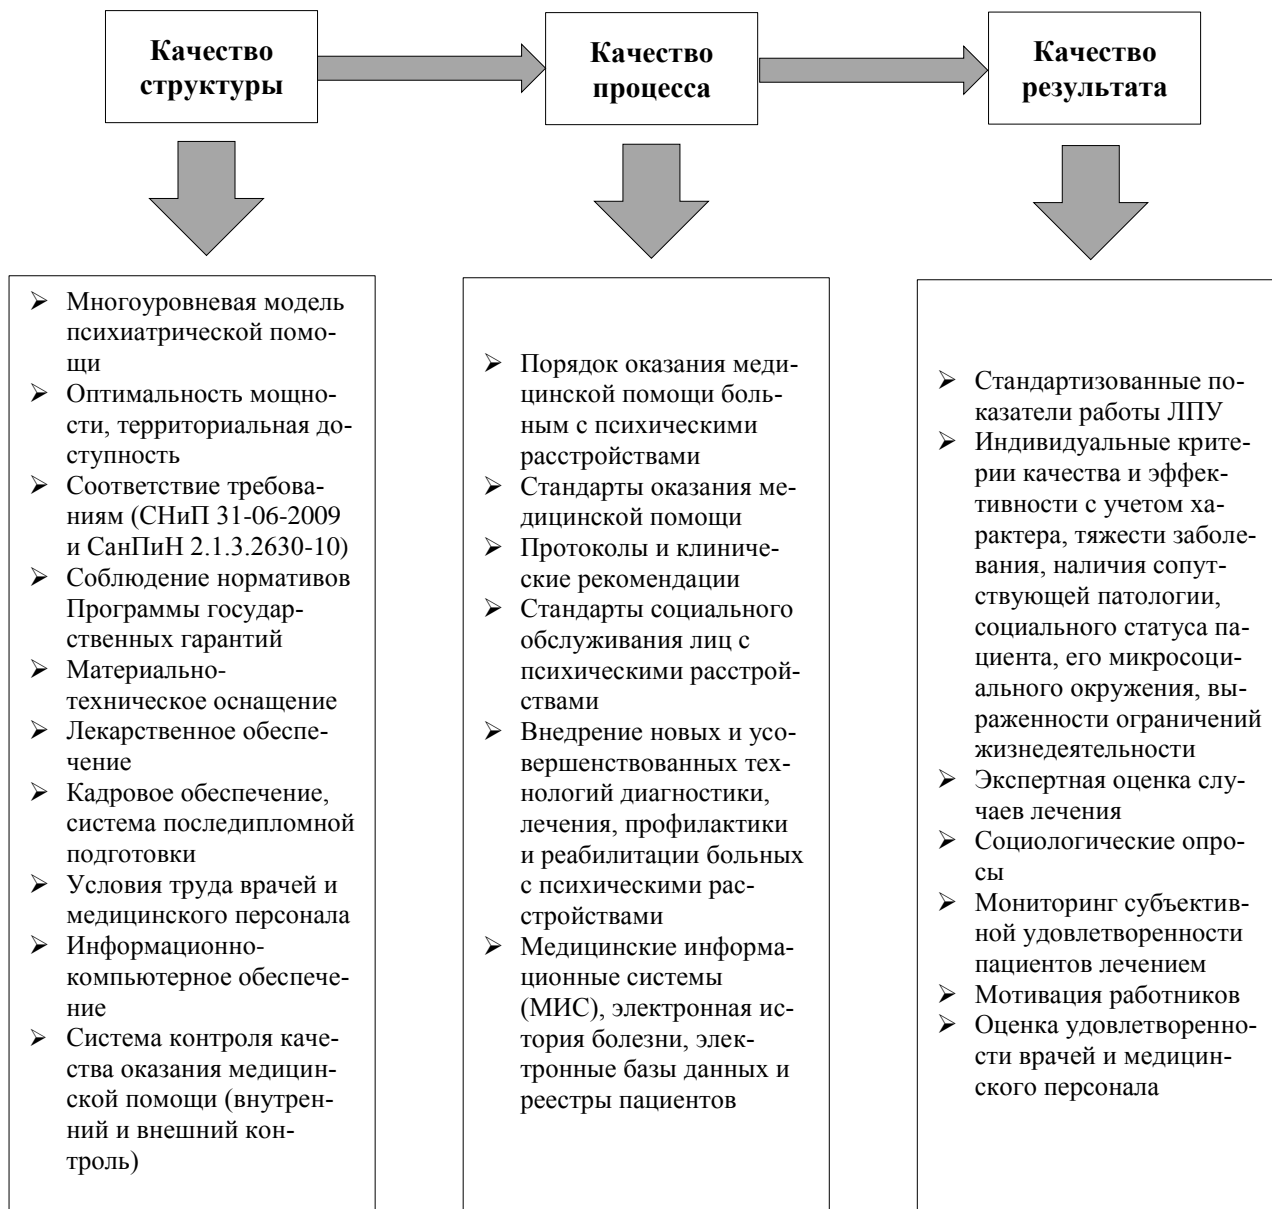 Качество
структуры
Качество
процесса
Качество
результата
➢ Многоуровневая модель
психиатрической помо-
щи
➢ Оптимальность мощно-
сти, территориальная до-
ступность
➢ Соответствие требова-
ниям (СНиП 31-06-2009
и СанПиН 2.1.3.2630-10)
➢ Соблюдение нормативов
Программы государ-
ственных гарантий
➢ Материально-
техническое оснащение
➢ Лекарственное обеспе-
чение
➢ Кадровое обеспечение,
система последипломной
подготовки
➢ Условия труда врачей и
медицинского персонала
➢ Информационно-
компьютерное обеспече-
ние
➢ Система контроля каче-
ства оказания медицин-
ской помощи (внутрен-
ний и внешний кон-
троль)
➢ Порядок оказания меди-
цинской помощи боль-
ным с психическими
расстройствами
➢ Стандарты оказания ме-
дицинской помощи
➢ Протоколы и клиниче-
ские рекомендации
➢ Стандарты социального
обслуживания лиц с
психическими расстрой-
ствами
➢ Внедрение новых и усо-
вершенствованных тех-
нологий диагностики,
лечения, профилактики
и реабилитации больных
с психическими рас-
стройствами
➢ Медицинские информа-
ционные системы
(МИС), электронная ис-
тория болезни, элек-
тронные базы данных и
реестры пациентов
➢ Стандартизованные по-
казатели работы ЛПУ
➢ Индивидуальные крите-
рии качества и эффек-
тивности с учетом ха-
рактера, тяжести заболе-
вания, наличия сопут-
ствующей патологии,
социального статуса па-
циента, его микросоци-
ального окружения, вы-
раженности ограничений
жизнедеятельности
➢ Экспертная оценка слу-
чаев лечения
➢ Социологические опро-
сы
➢ Мониторинг субъектив-
ной удовлетворенности
пациентов лечением
➢ Мотивация работников
➢ Оценка удовлетворенно-
сти врачей и медицин-
ского персонала